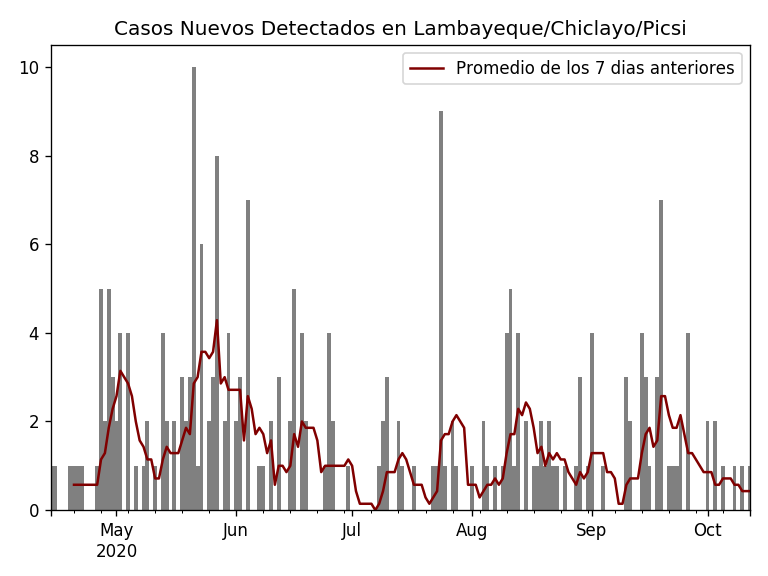 Casos Nuevos Detectados en Lambayeque/Chiclayo/Picsi
Promedio de los 7 dias anteriores
10
8
6
4
2
0
May Jun Jul Aug Sep Oct
2020